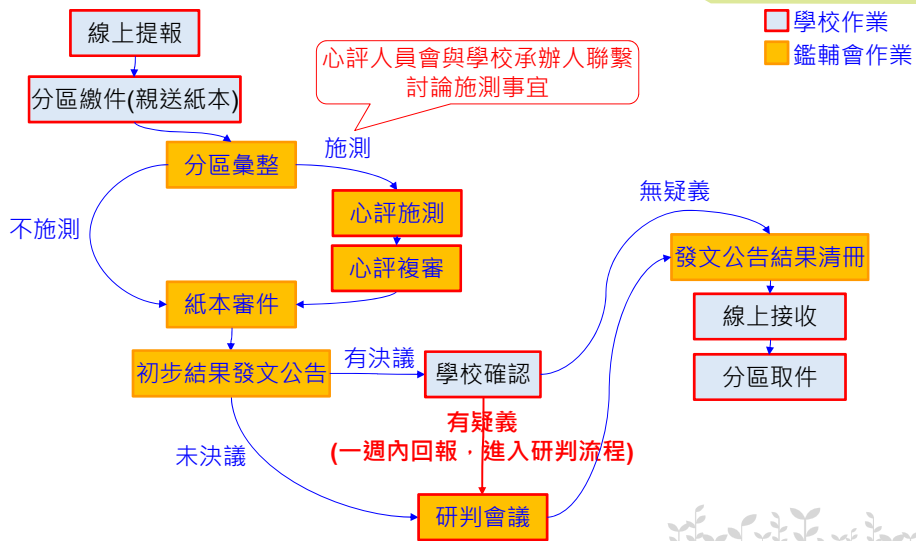 線上提報
學校作業
鑑輔會作業
心評人員會與學校承辦人聯繫
討論施測事宜
分區繳件(親送紙本)
施測
分區彙整
無疑義
心評施測
不施測
發文公告結果清冊
心評複審
紙本審件
線上接收
有決議
初步結果發文公告
學校確認
分區取件
有疑義
(一週內回報，進入研判流程)
未決議
研判會議